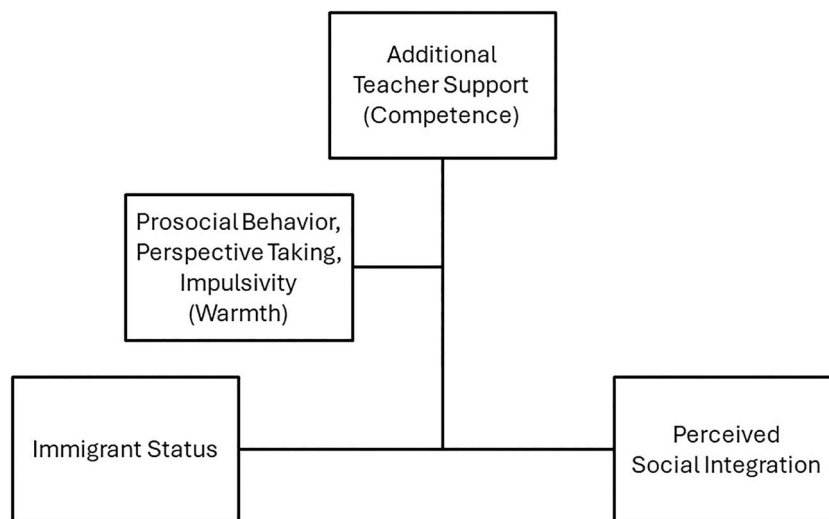 Additional
Teacher Support
(Competence)
Prosocial Behavior,
Perspective Taking,
Impulsivity
(Warmth)
Immigrant Status
Perceived
Social Integration